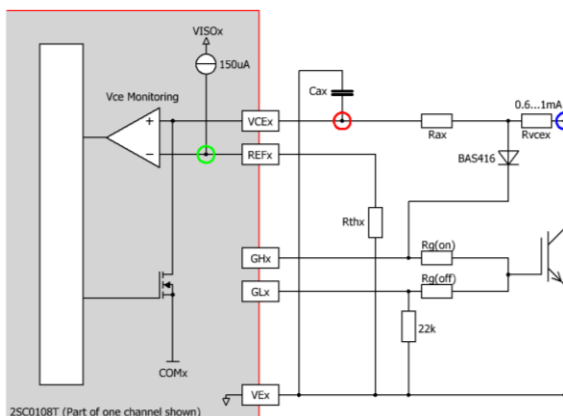 VISOx
150uA
Vce Monitoring
Cax
0.6...1mA
+
VCEx
Rax
Rvcex
−
REFx
BAS416
Rthx
GHx
Rg(on)
GLx
Rg(off)
22k
COMx
VEx
2SC0108T (Part of one channel shown)